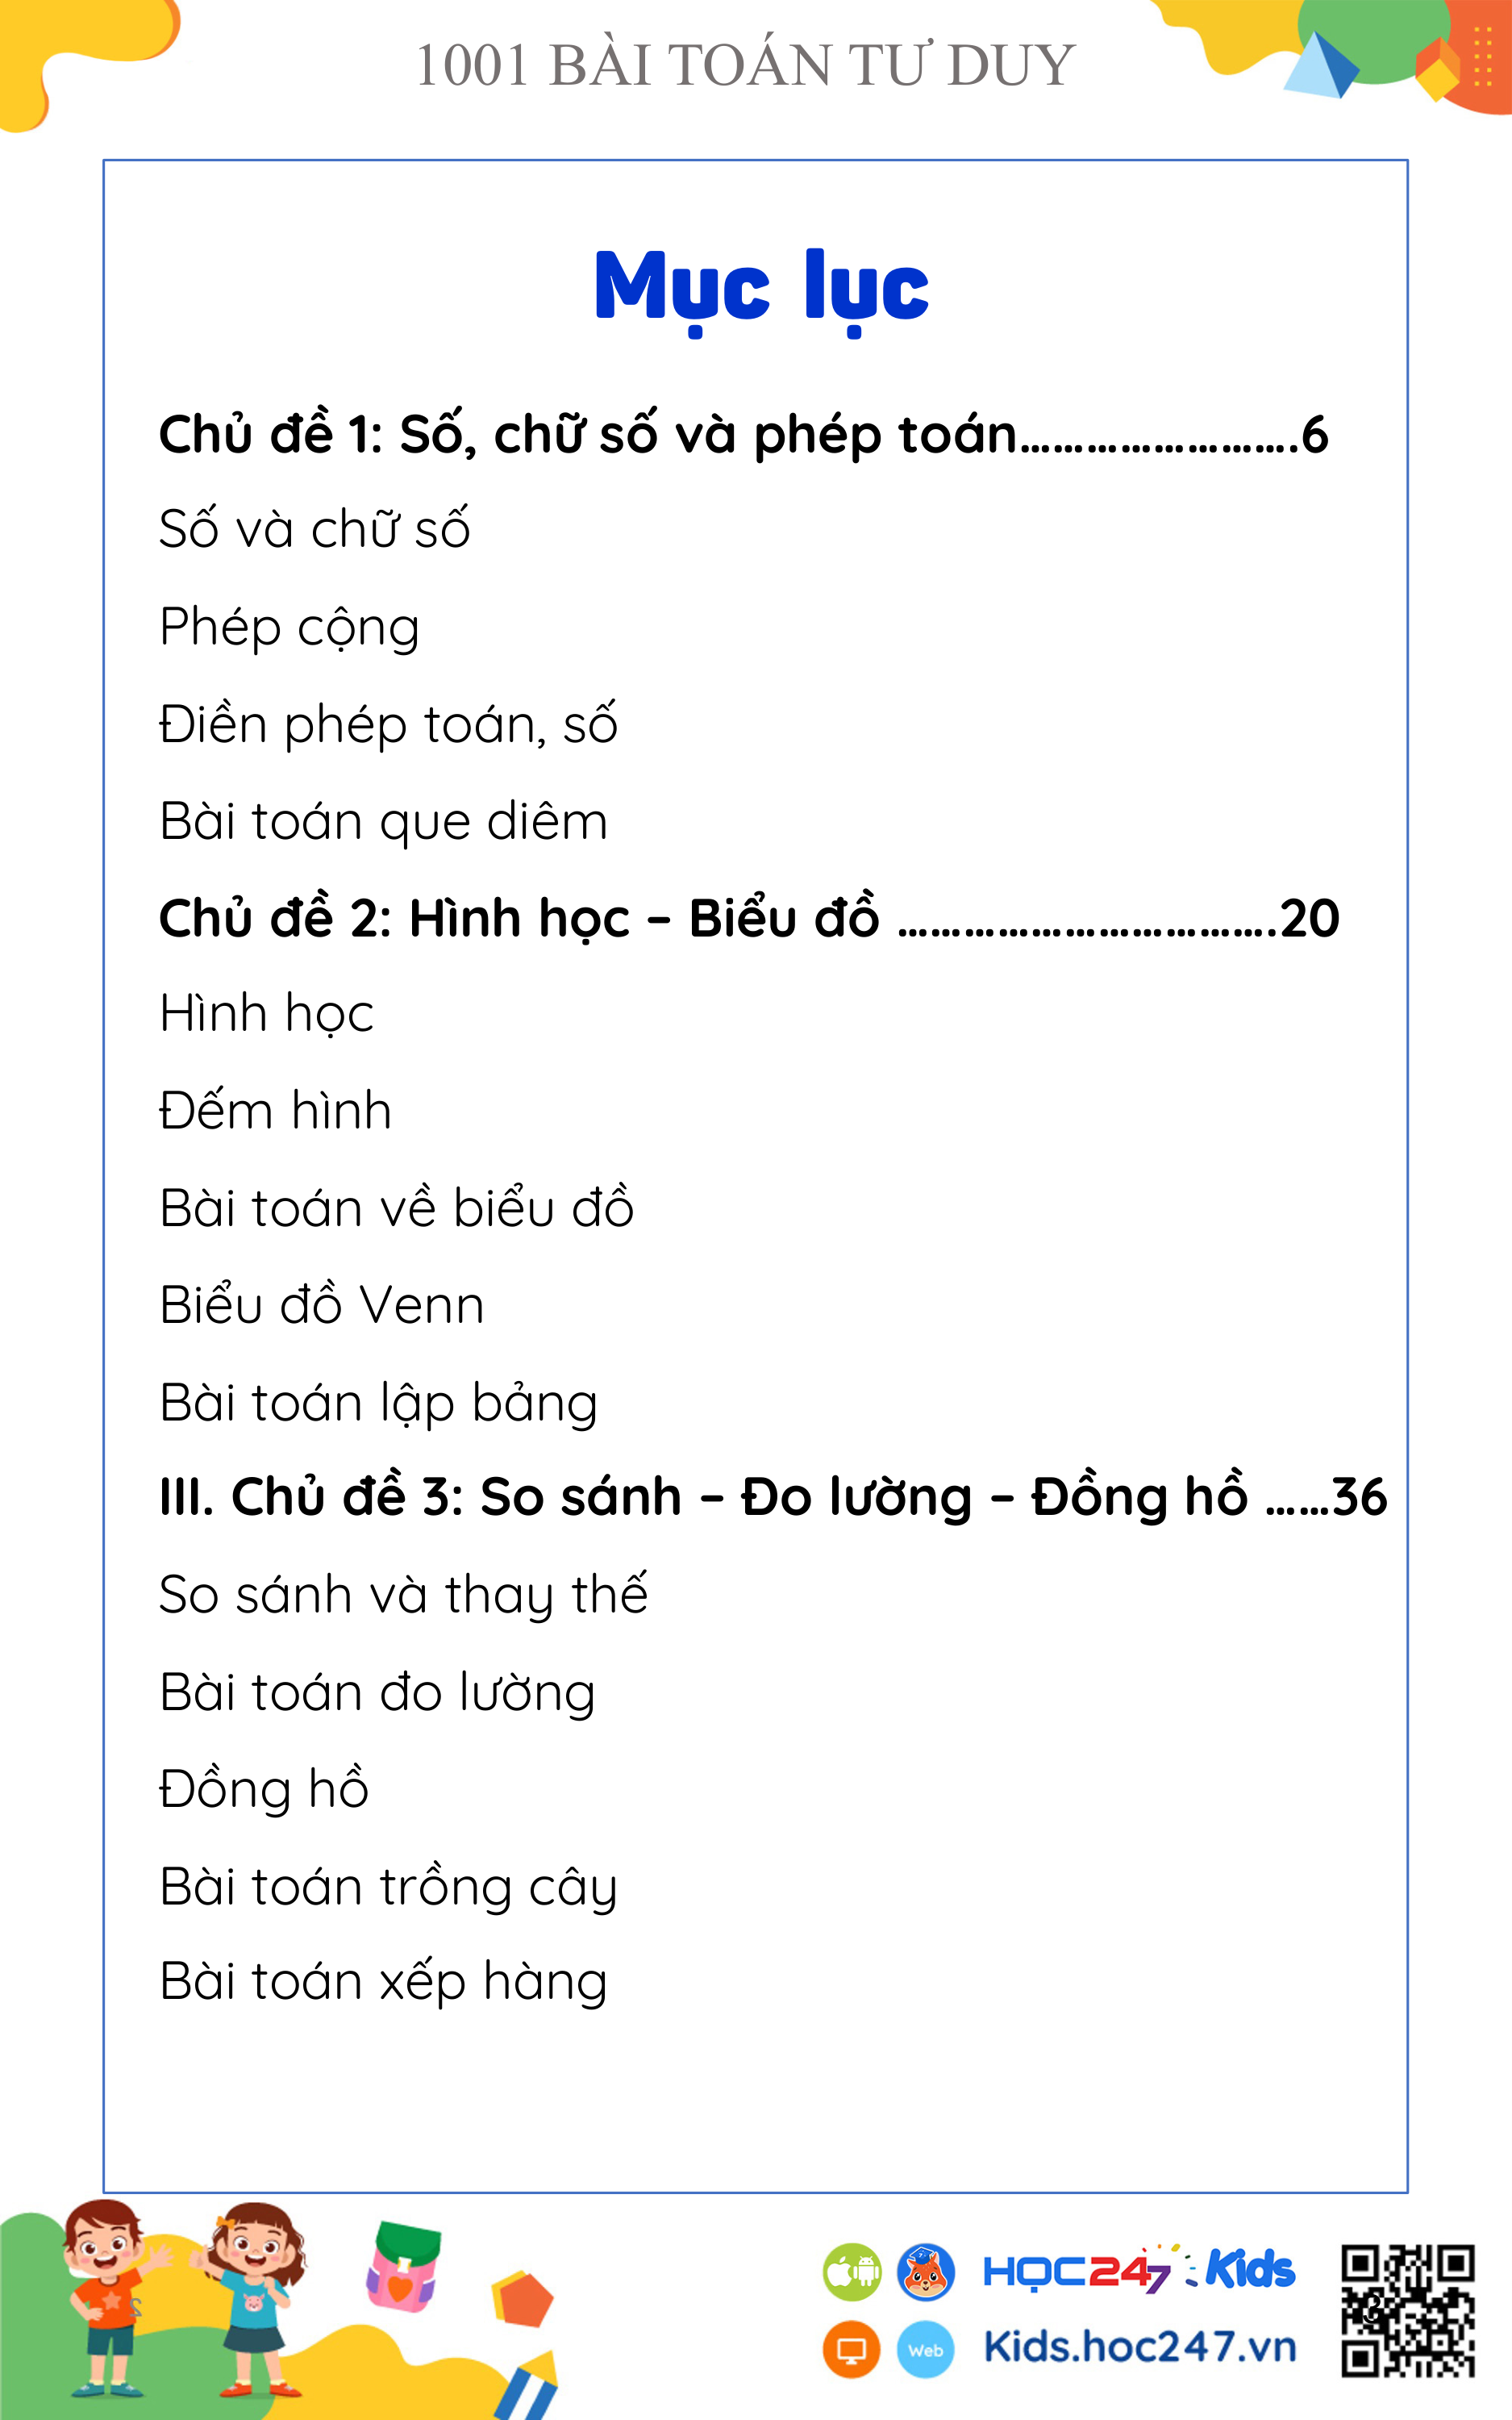 1001 BÀI TOÁN TƯ DUY
Mục lục
Chủ đề 1: Số, chữ số và phép toán…………………….6
Số và chữ số
Phép cộng
Điền phép toán, số
Bài toán que diêm
Chủ đề 2: Hình học – Biểu đồ …………………………….20
Hình học
Đếm hình
Bài toán về biểu đồ
Biểu đồ Venn
Bài toán lập bảng
III. Chủ đề 3: So sánh – Đo lường – Đồng hồ ……36
So sánh và thay thế
Bài toán đo lường
Đồng hồ
Bài toán trồng cây
Bài toán xếp hàng
HỌC247 Kids
Web
Kids.hoc247.vn
2
3